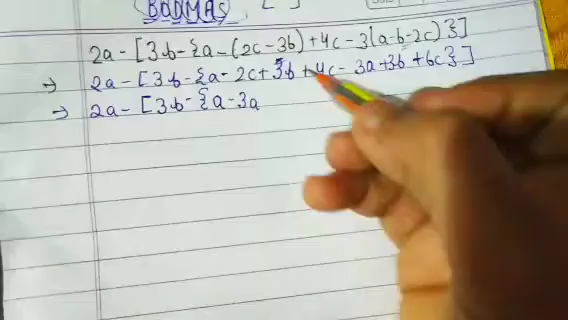 BODMAS [ ]
2a - [3b - {a - (2c - 3b) + 4c - 3(a - b - 2c)}]
→ 2a - [3b - {a - 2c + 3b + 4c - 3a + 3b + 6c}]
→ 2a - [3b - {a - 3a